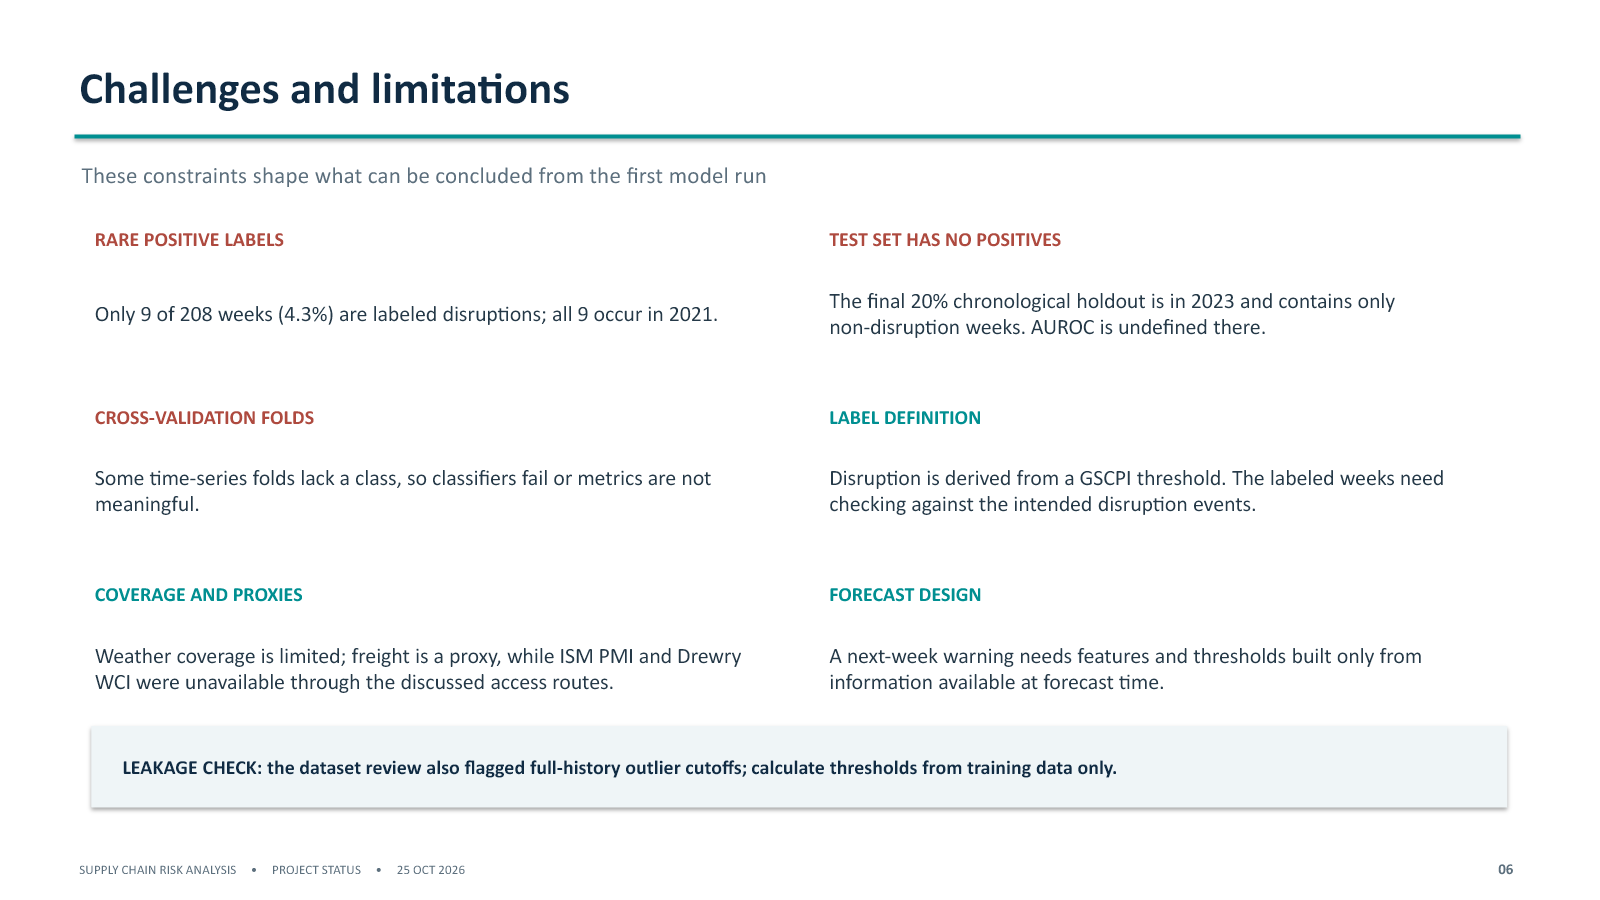 Challenges and limitations
These constraints shape what can be concluded from the first model run
RARE POSITIVE LABELS
Only 9 of 208 weeks (4.3%) are labeled disruptions; all 9 occur in 2021.
TEST SET HAS NO POSITIVES
The final 20% chronological holdout is in 2023 and contains only
non-disruption weeks. AUROC is undefined there.
CROSS-VALIDATION FOLDS
Some time-series folds lack a class, so classifiers fail or metrics are not
meaningful.
LABEL DEFINITION
Disruption is derived from a GSCPI threshold. The labeled weeks need
checking against the intended disruption events.
COVERAGE AND PROXIES
Weather coverage is limited; freight is a proxy, while ISM PMI and Drewry
WCI were unavailable through the discussed access routes.
FORECAST DESIGN
A next-week warning needs features and thresholds built only from
information available at forecast time.
LEAKAGE CHECK: the dataset review also flagged full-history outlier cutoffs; calculate thresholds from training data only.
SUPPLY CHAIN RISK ANALYSIS • PROJECT STATUS • 25 OCT 2026
06